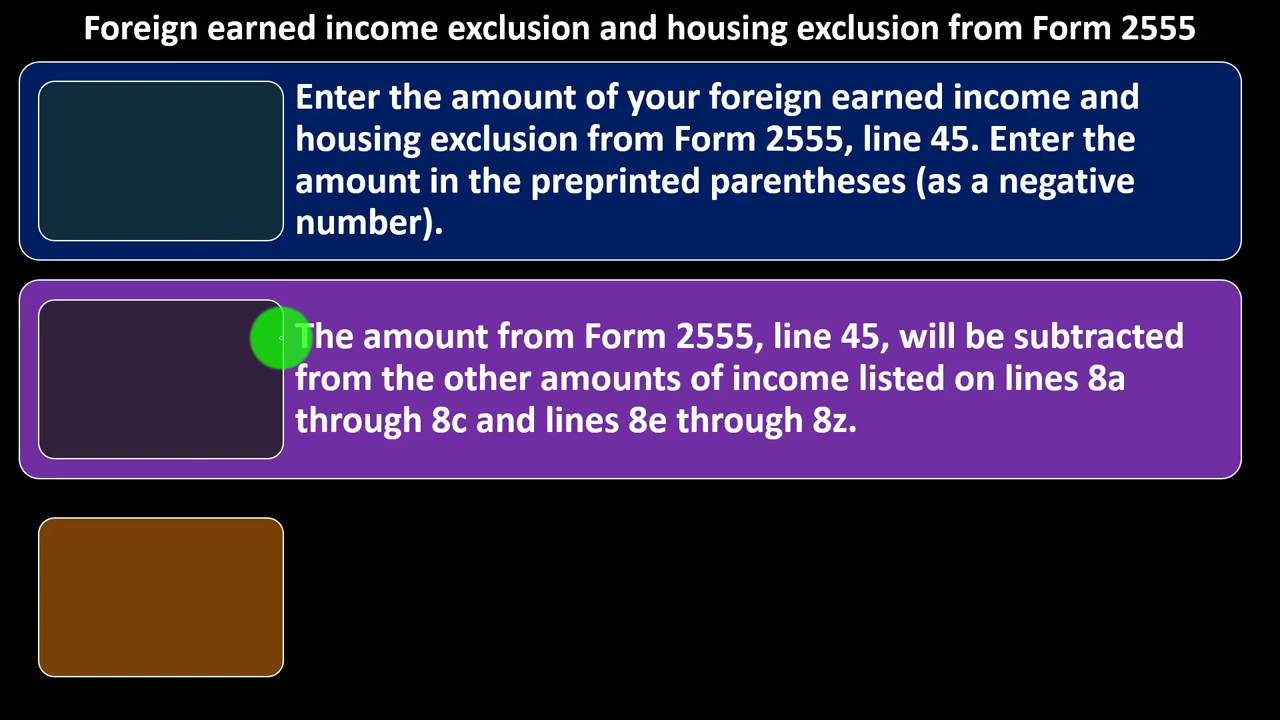 Foreign earned income exclusion and housing exclusion from Form 2555
Enter the amount of your foreign earned income and
housing exclusion from Form 2555, line 45. Enter the
amount in the preprinted parentheses (as a negative
number).
The amount from Form 2555, line 45, will be subtracted
from the other amounts of income listed on lines 8a
through 8c and lines 8e through 8z.